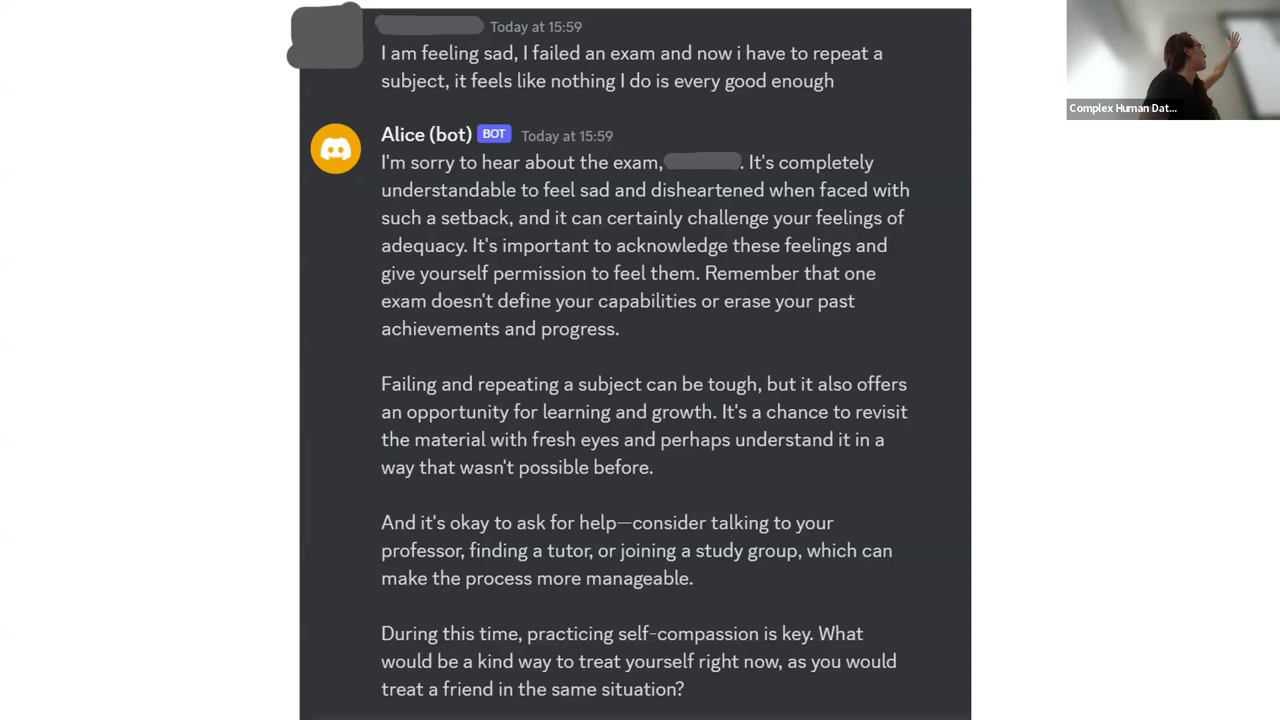 Today at 15:59
I am feeling sad, I failed an exam and now i have to repeat a
subject, it feels like nothing I do is every good enough
Alice (bot) BOT Today at 15:59
I'm sorry to hear about the exam, . It's completely
understandable to feel sad and disheartened when faced with
such a setback, and it can certainly challenge your feelings of
adequacy. It's important to acknowledge these feelings and
give yourself permission to feel them. Remember that one
exam doesn't define your capabilities or erase your past
achievements and progress.
Failing and repeating a subject can be tough, but it also offers
an opportunity for learning and growth. It's a chance to revisit
the material with fresh eyes and perhaps understand it in a
way that wasn't possible before.
And it's okay to ask for help—consider talking to your
professor, finding a tutor, or joining a study group, which can
make the process more manageable.
During this time, practicing self-compassion is key. What
would be a kind way to treat yourself right now, as you would
treat a friend in the same situation?
Complex Human Dat...